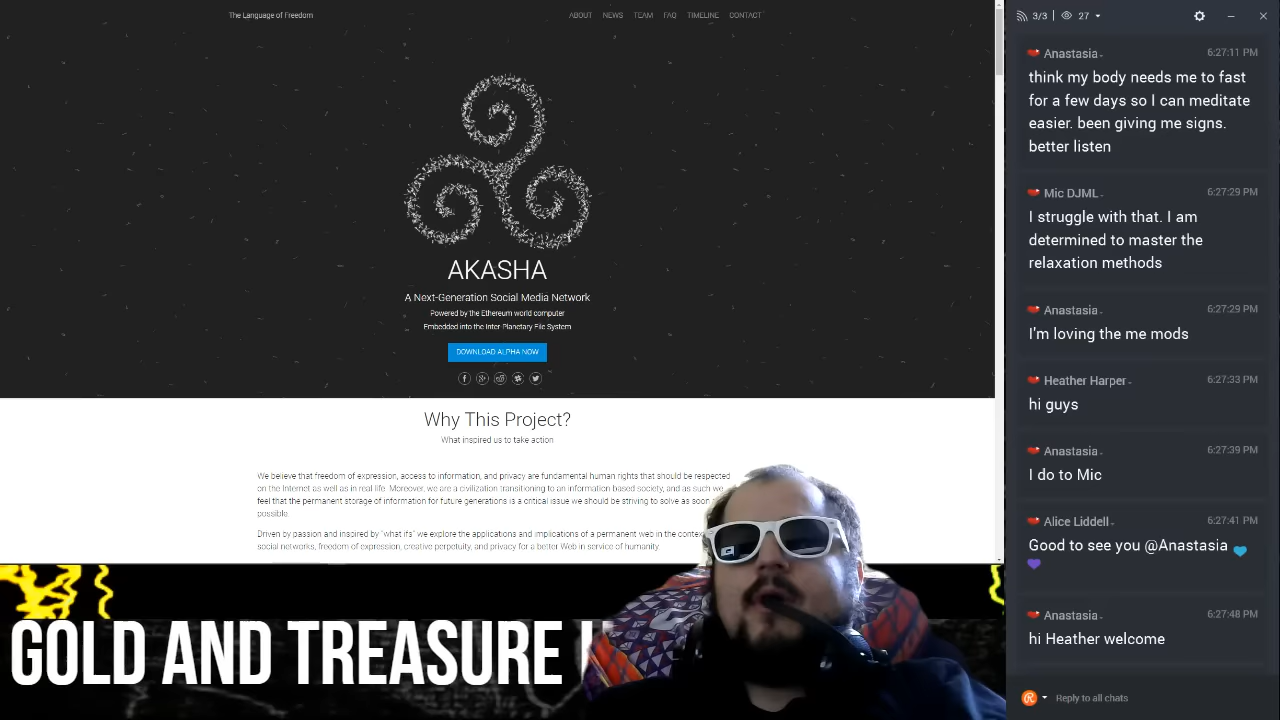 The Language of Freedom
ABOUT NEWS TEAM FAQ TIMELINE CONTACT
AKASHA
A Next-Generation Social Media Network
Powered by the Ethereum world computer
Embedded into the Inter-Planetary File System
DOWNLOAD ALPHA NOW
Why This Project?
What inspired us to take action
We believe that freedom of expression, access to information, and privacy are fundamental human rights that should be respected
on the Internet as well as in real life. Moreover, we are a civilization transitioning to an information based society, and as such we
feel that the permanent storage of information for future generations is a critical issue we should be striving to solve as soon
possible.
Driven by passion and inspired by "what ifs" we explore the applications and implications of a permanent web in the
social networks, freedom of expression, creative perpetuity, and privacy for a better Web in service of humanity.
GOLD AND TREASURE
3/3 27
Anastasia 6:27:11 PM
think my body needs me to fast
for a few days so I can meditate
easier. been giving me signs.
better listen
Mic DJML 6:27:29 PM
I struggle with that. I am
determined to master the
relaxation methods
Anastasia 6:27:29 PM
I'm loving the me mods
Heather Harper 6:27:33 PM
hi guys
Anastasia 6:27:39 PM
I do to Mic
Alice Liddell 6:27:41 PM
Good to see you @Anastasia
Anastasia 6:27:48 PM
hi Heather welcome
Reply to all chats